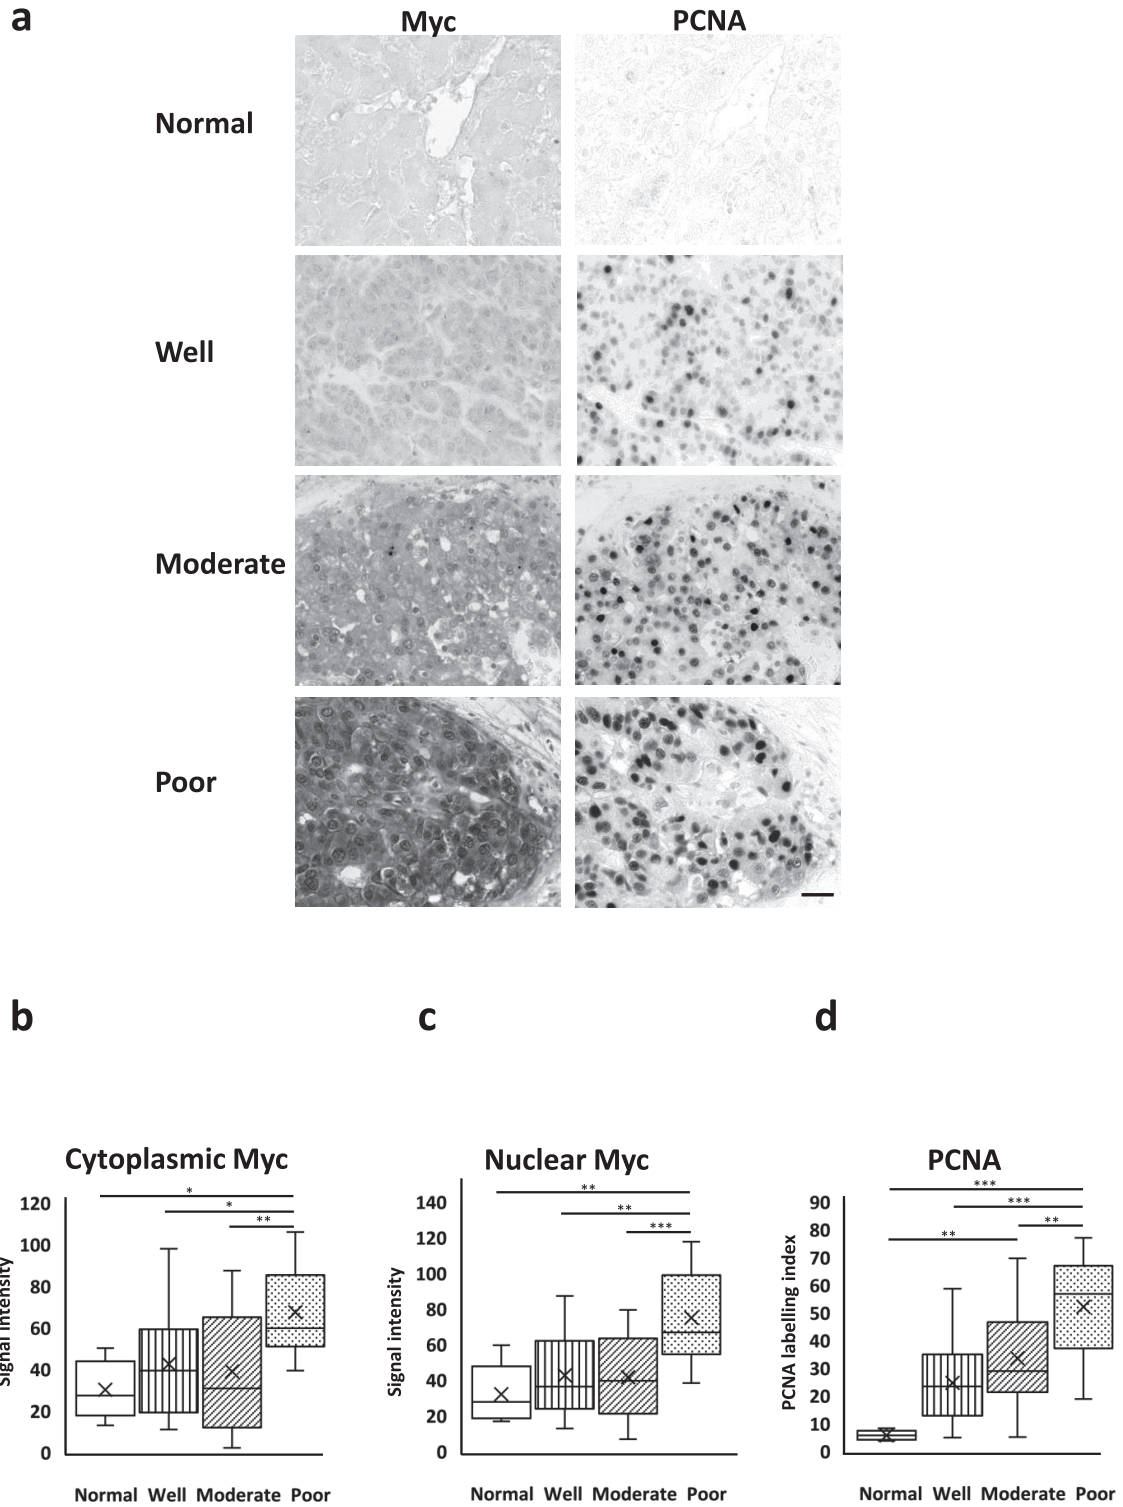 a
Myc PCNA
Normal
Well
Moderate
Poor
b c d
Cytoplasmic Myc
Signal intensity
120
100
80
60
40
20
0
*
*
**
Normal Well Moderate Poor
Nuclear Myc
Signal intensity
140
120
100
80
60
40
20
0
**
**
***
Normal Well Moderate Poor
PCNA
PCNA labelling index
90
80
70
60
50
40
30
20
10
0
***
***
**
**
Normal Well Moderate Poor